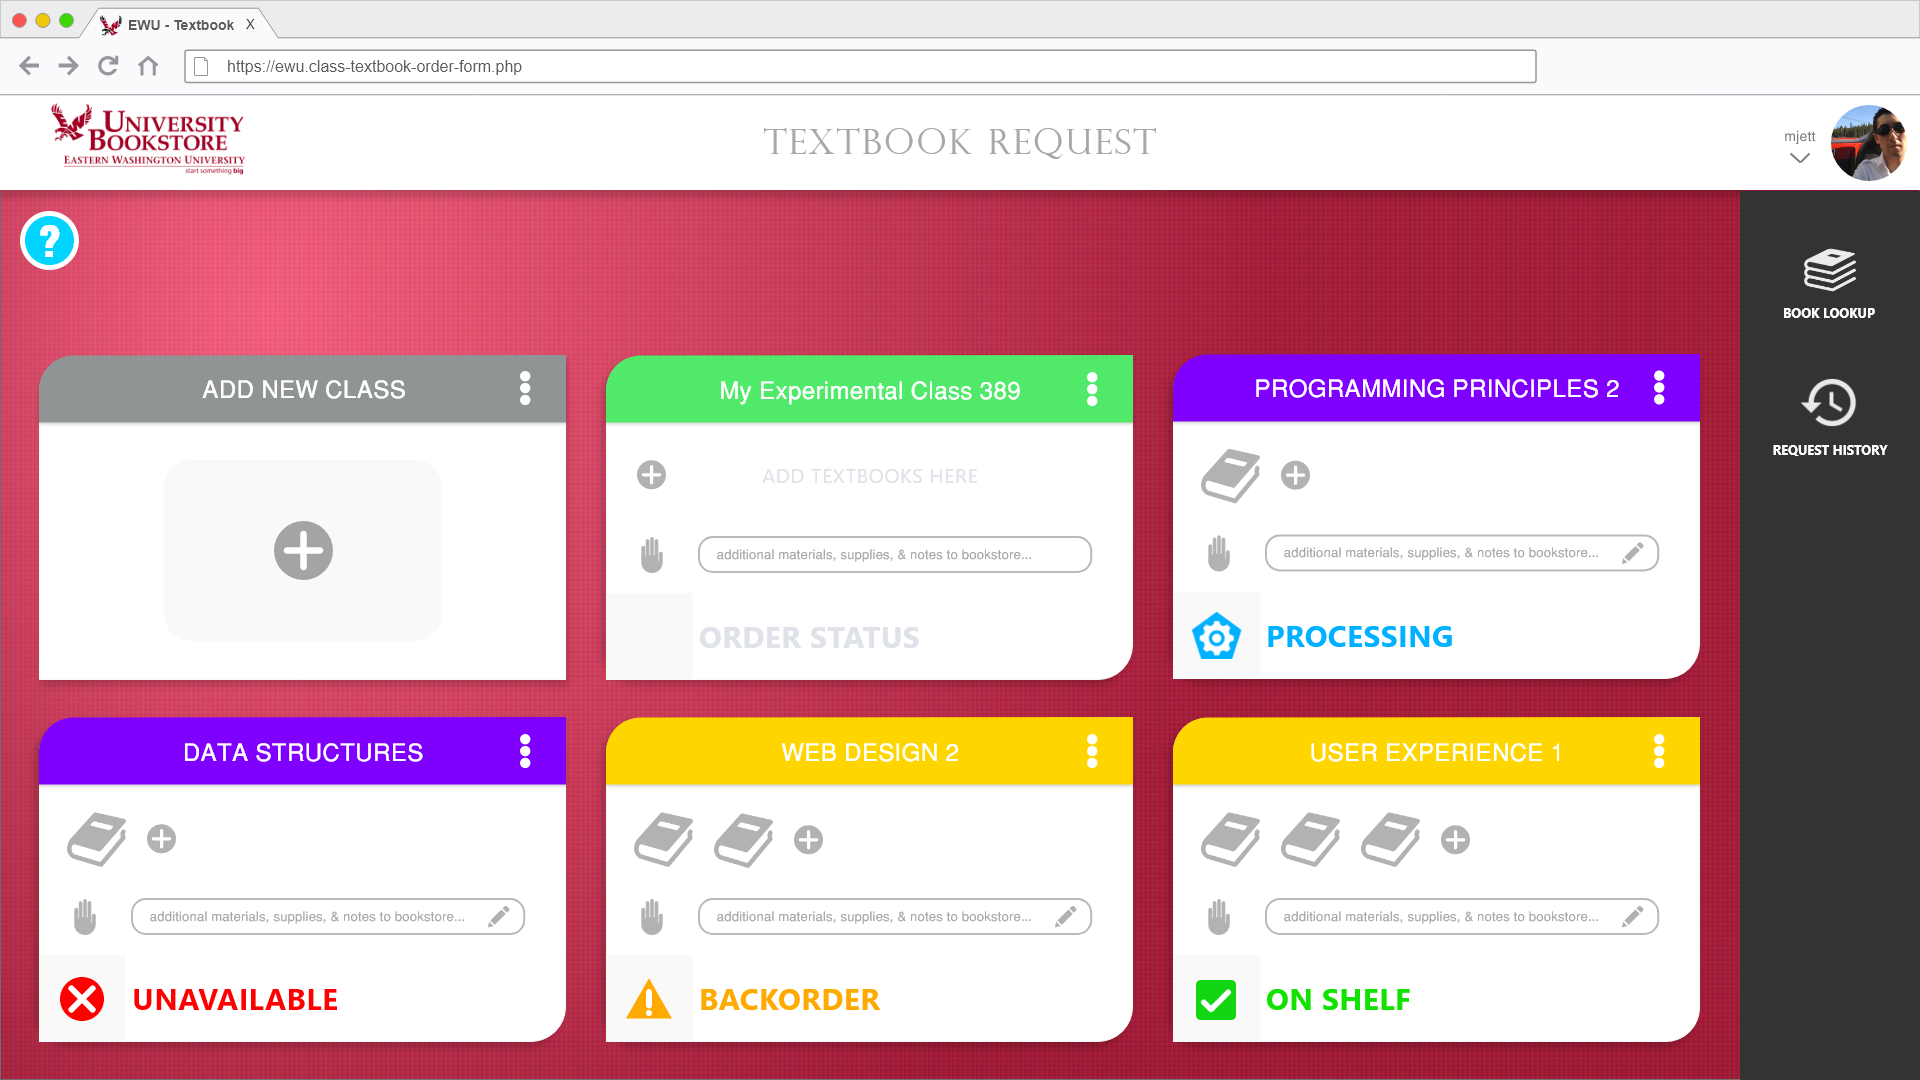 EWU - Textbook X
https://ewu.class-textbook-order-form.php
UNIVERSITY
BOOKSTORE
EASTERN WASHINGTON UNIVERSITY
start something big
TEXTBOOK REQUEST
mjett
?
BOOK LOOKUP
REQUEST HISTORY
ADD NEW CLASS
My Experimental Class 389
ADD TEXTBOOKS HERE
additional materials, supplies, & notes to bookstore...
ORDER STATUS
PROGRAMMING PRINCIPLES 2
additional materials, supplies, & notes to bookstore...
PROCESSING
DATA STRUCTURES
additional materials, supplies, & notes to bookstore...
UNAVAILABLE
WEB DESIGN 2
additional materials, supplies, & notes to bookstore...
BACKORDER
USER EXPERIENCE 1
additional materials, supplies, & notes to bookstore...
ON SHELF